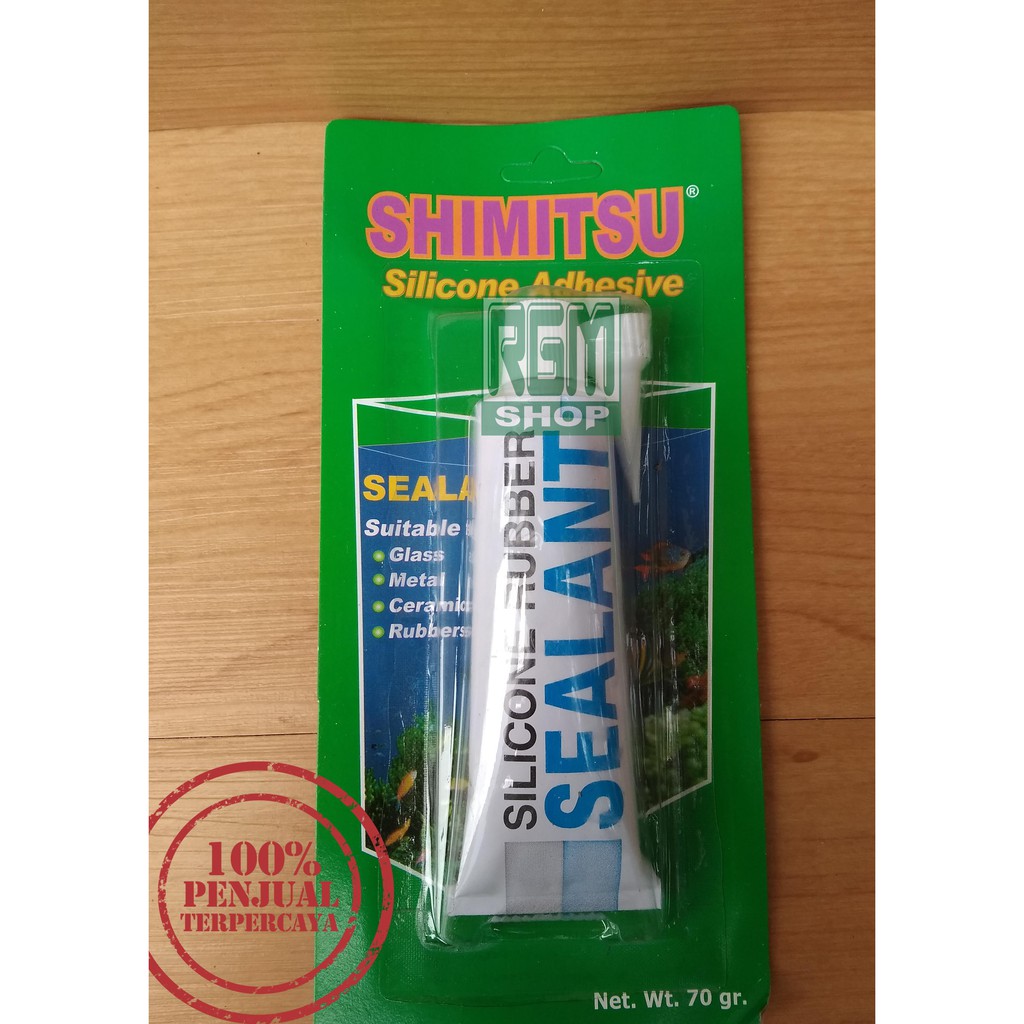 SHIMITSU®
Silicone Adhesive
RGM
SHOP
SILICONE RUBBER
SEALANT
SEALA
Suitable
Glass
Metal
Ceramic
Rubbers
100%
PENJUAL
TERPERCAYA
Net. Wt. 70 gr.